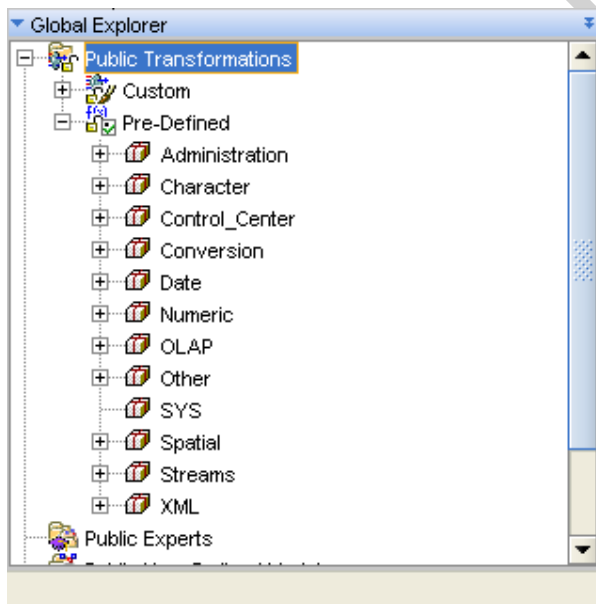 Global Explorer
Public Transformations
Custom
Pre-Defined
Administration
Character
Control_Center
Conversion
Date
Numeric
OLAP
Other
SYS
Spatial
Streams
XML
Public Experts